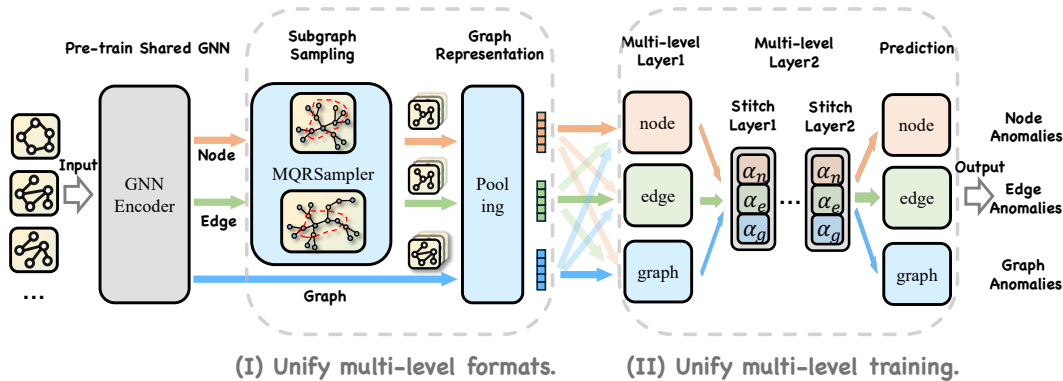 Pre-train Shared GNN
Subgraph
Sampling
Graph
Representation
Multi-level
Layer1
Multi-level
Layer2
Prediction
Input
GNN
Encoder
Node
Edge
Graph
MQRSampler
Pool
ing
node
edge
graph
Stitch
Layer1
Stitch
Layer2
αn
αe
αg
...
αn
αe
αg
node
edge
graph
Output
Node
Anomalies
Edge
Anomalies
Graph
Anomalies
...
(I) Unify multi-level formats.
(II) Unify multi-level training.